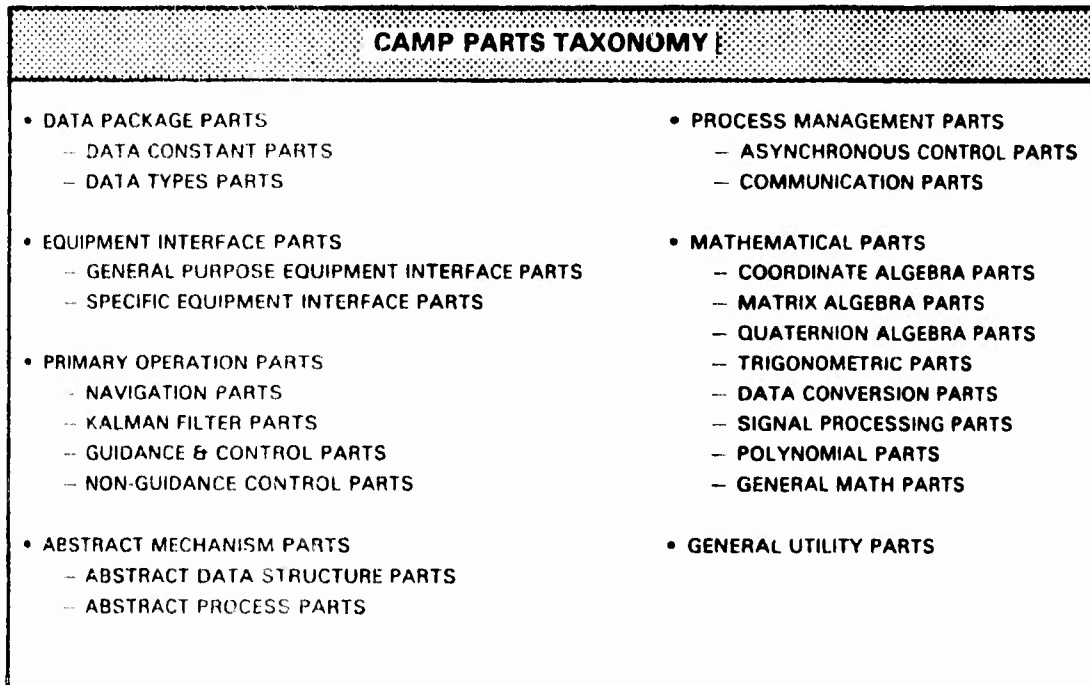 CAMP PARTS TAXONOMY
• DATA PACKAGE PARTS
– DATA CONSTANT PARTS
– DATA TYPES PARTS
• EQUIPMENT INTERFACE PARTS
– GENERAL PURPOSE EQUIPMENT INTERFACE PARTS
– SPECIFIC EQUIPMENT INTERFACE PARTS
• PRIMARY OPERATION PARTS
– NAVIGATION PARTS
– KALMAN FILTER PARTS
– GUIDANCE & CONTROL PARTS
– NON-GUIDANCE CONTROL PARTS
• ABSTRACT MECHANISM PARTS
– ABSTRACT DATA STRUCTURE PARTS
– ABSTRACT PROCESS PARTS
• PROCESS MANAGEMENT PARTS
– ASYNCHRONOUS CONTROL PARTS
– COMMUNICATION PARTS
• MATHEMATICAL PARTS
– COORDINATE ALGEBRA PARTS
– MATRIX ALGEBRA PARTS
– QUATERNION ALGEBRA PARTS
– TRIGONOMETRIC PARTS
– DATA CONVERSION PARTS
– SIGNAL PROCESSING PARTS
– POLYNOMIAL PARTS
– GENERAL MATH PARTS
• GENERAL UTILITY PARTS